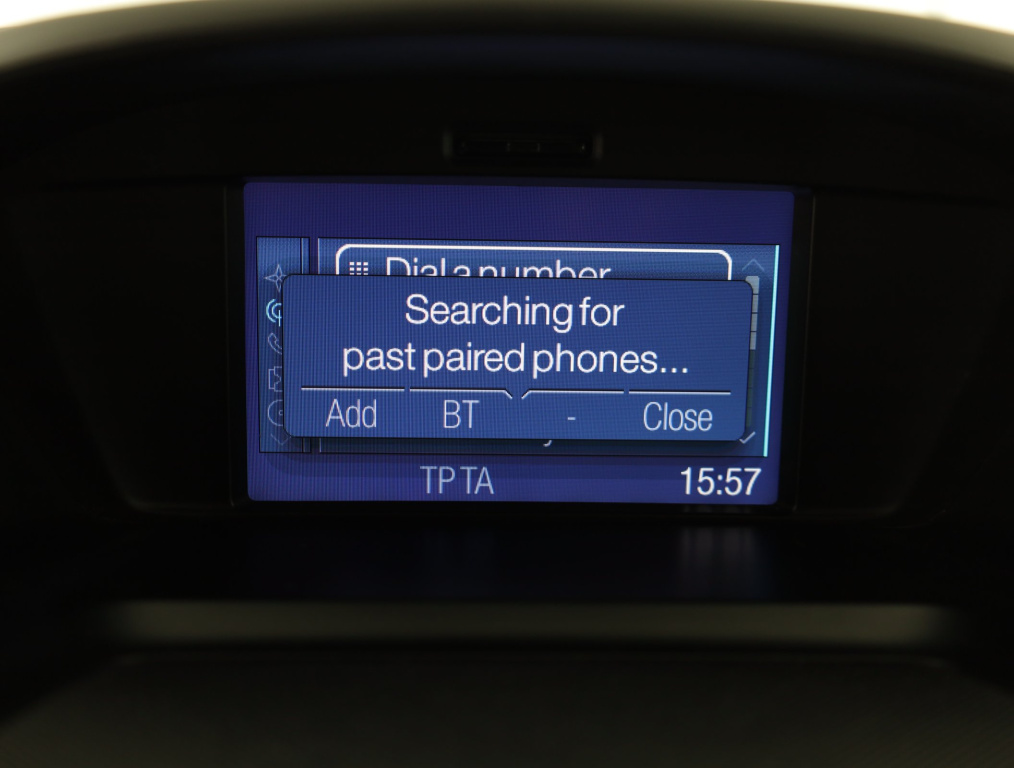 Dial a number
Searching for
past paired phones...
Add BT - Close
TP TA 15:57